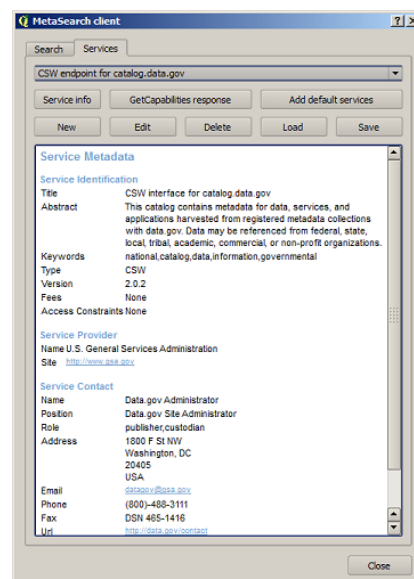 MetaSearch client
Search Services
CSW endpoint for catalog.data.gov
Service info GetCapabilities response Add default services
New Edit Delete Load Save
Service Metadata
Service Identification
Title CSW interface for catalog.data.gov
Abstract This catalog contains metadata for data, services, and
applications harvested from registered metadata collections
with data.gov. Data may be referenced from federal, state,
local, tribal, academic, commercial, or non-profit organizations.
Keywords national,catalog,data,information,governmental
Type CSW
Version 2.0.2
Fees None
Access Constraints None
Service Provider
Name U.S. General Services Administration
Site http://www.gsa.gov
Service Contact
Name Data.gov Administrator
Position Data.gov Site Administrator
Role publisher,custodian
Address 1800 F St NW
Washington, DC
20405
USA
Email datagov@gsa.gov
Phone (800)-488-3111
Fax DSN 465-1416
Url http://data.gov/contact
Close